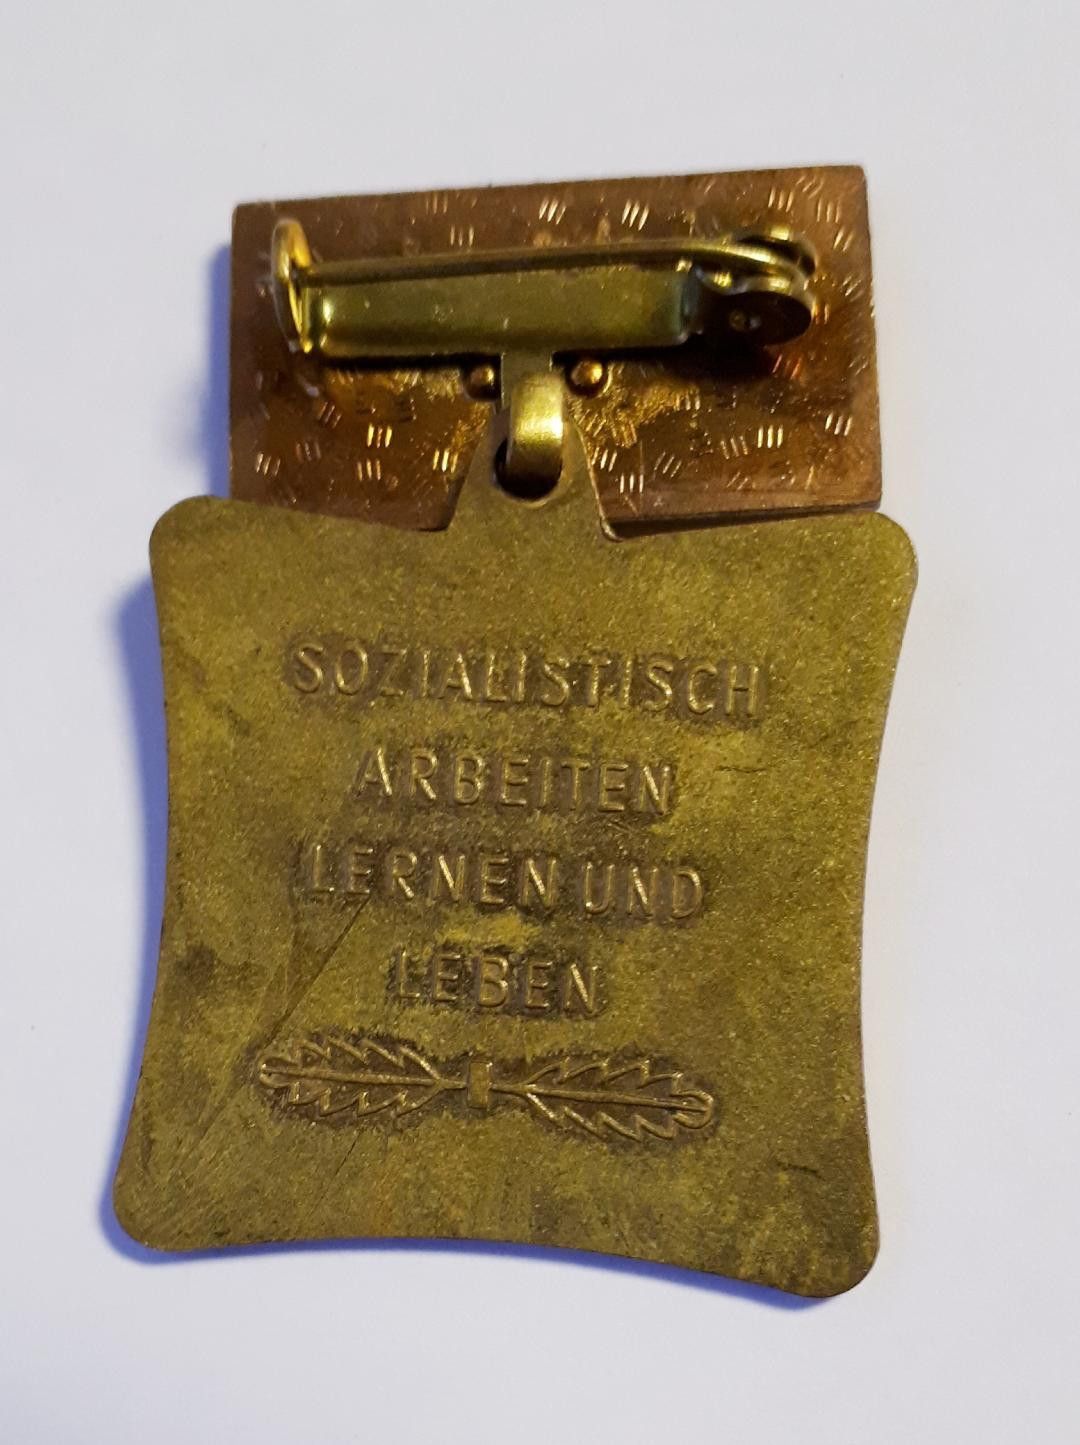 SOZIALISTISCH
ARBEITEN
LERNEN UND
LEBEN